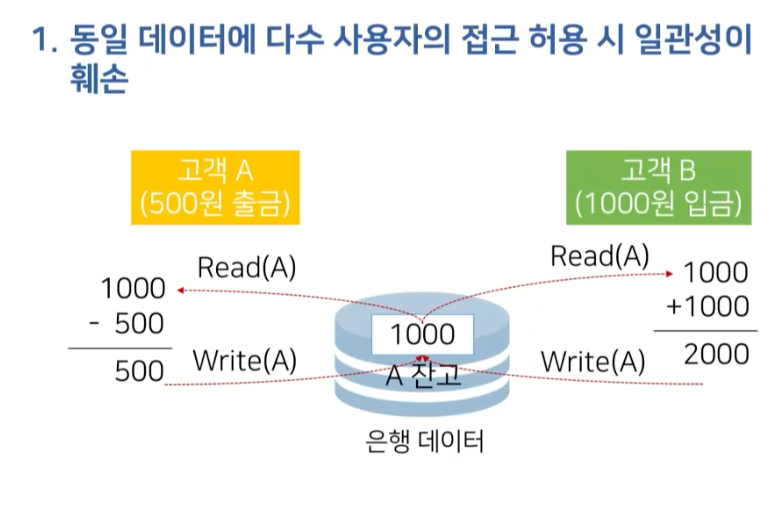 1. 동일 데이터에 다수 사용자의 접근 허용 시 일관성이
훼손
고객 A
(500원 출금)
고객 B
(1000원 입금)
Read(A)
Read(A)
1000
- 500
500
1000
+1000
2000
1000
Write(A)
Write(A)
A 잔고
은행 데이터